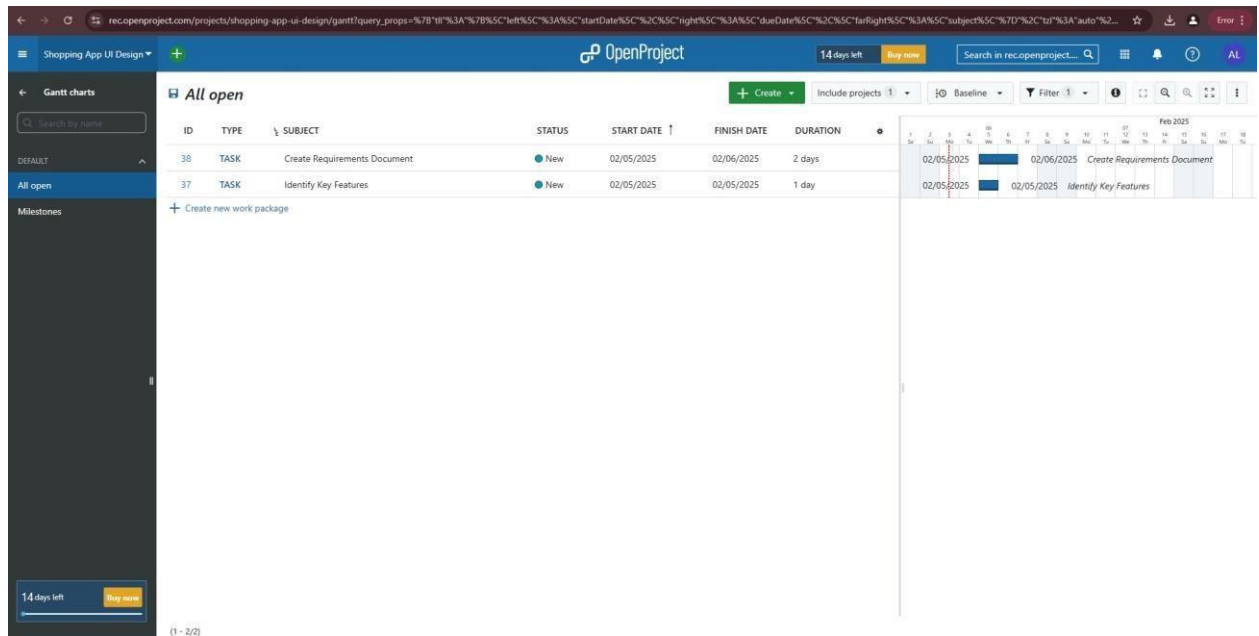 rec.openproject.com/projects/shopping-app-ui-design/gantt?query_props=%7B"tll"%3A"%7B%5C"left%5C"%3A%5C"startDate%5C"%2C%5C"right%5C"%3A%5C"dueDate%5C"%2C%5C"farRight%5C"%3A%5C"subject%5C"%7D"%2C"tzl"%3A"auto"%2... Error
Shopping App UI Design OpenProject 14 days left Buy now Search in rec.openproject.... AL
Gantt charts All open + Create Include projects 1 Baseline Filter 1
Search by name
Feb 2025
ID TYPE SUBJECT STATUS START DATE FINISH DATE DURATION
DEFAULT
38 TASK Create Requirements Document New 02/05/2025 02/06/2025 2 days 02/05/2025 02/06/2025 Create Requirements Document
All open
37 TASK Identify Key Features New 02/05/2025 02/05/2025 1 day 02/05/2025 02/05/2025 Identify Key Features
Milestones
+ Create new work package
14 days left Buy now
(1 - 2/2)